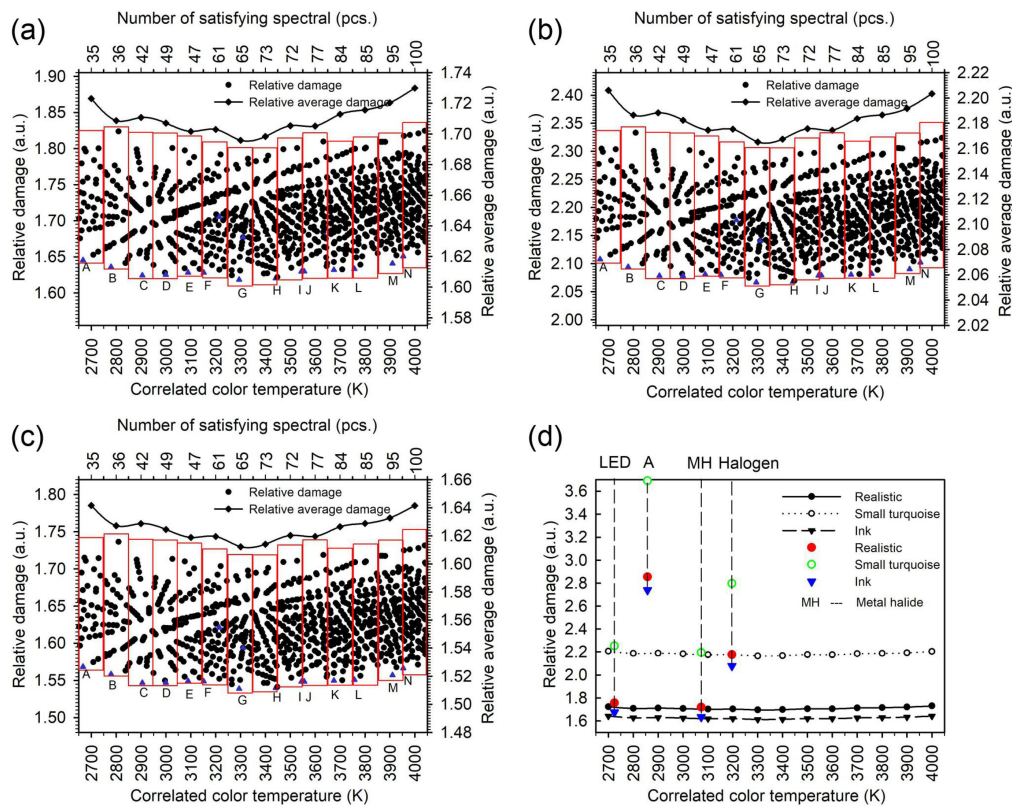 (a)
Number of satisfying spectral (pcs.)
35 36 42 49 47 61 65 73 72 77 84 85 95 100
Relative damage (a.u.)
1.90
1.85
1.80
1.75
1.70
1.65
1.60
Relative damage
Relative average damage
A B C D E F G H I J K L M N
1.74
1.72
1.70
1.68
1.66
1.64
1.62
1.60
1.58
Relative average damage (a.u.)
2700 2800 2900 3000 3100 3200 3300 3400 3500 3600 3700 3800 3900 4000
Correlated color temperature (K)
(b)
Number of satisfying spectral (pcs.)
35 36 42 49 47 61 65 73 72 77 84 85 95 100
Relative damage (a.u.)
2.40
2.35
2.30
2.25
2.20
2.15
2.10
2.05
2.00
Relative damage
Relative average damage
A B C D E F G H I J K L M N
2.22
2.20
2.18
2.16
2.14
2.12
2.10
2.08
2.06
2.04
2.02
Relative average damage (a.u.)
2700 2800 2900 3000 3100 3200 3300 3400 3500 3600 3700 3800 3900 4000
Correlated color temperature (K)
(c)
Number of satisfying spectral (pcs.)
35 36 42 49 47 61 65 73 72 77 84 85 95 100
Relative damage (a.u.)
1.80
1.75
1.70
1.65
1.60
1.55
1.50
Relative damage
Relative average damage
A B C D E F G H I J K L M N
1.66
1.64
1.62
1.60
1.58
1.56
1.54
1.52
1.50
1.48
Relative average damage (a.u.)
2700 2800 2900 3000 3100 3200 3300 3400 3500 3600 3700 3800 3900 4000
Correlated color temperature (K)
(d)
LED A MH Halogen
Relative damage (a.u.)
3.6
3.4
3.2
3.0
2.8
2.6
2.4
2.2
2.0
1.8
1.6
Realistic
Small turquoise
Ink
Realistic
Small turquoise
Ink
MH --- Metal halide
2700 2800 2900 3000 3100 3200 3300 3400 3500 3600 3700 3800 3900 4000
Correlated color temperature (K)